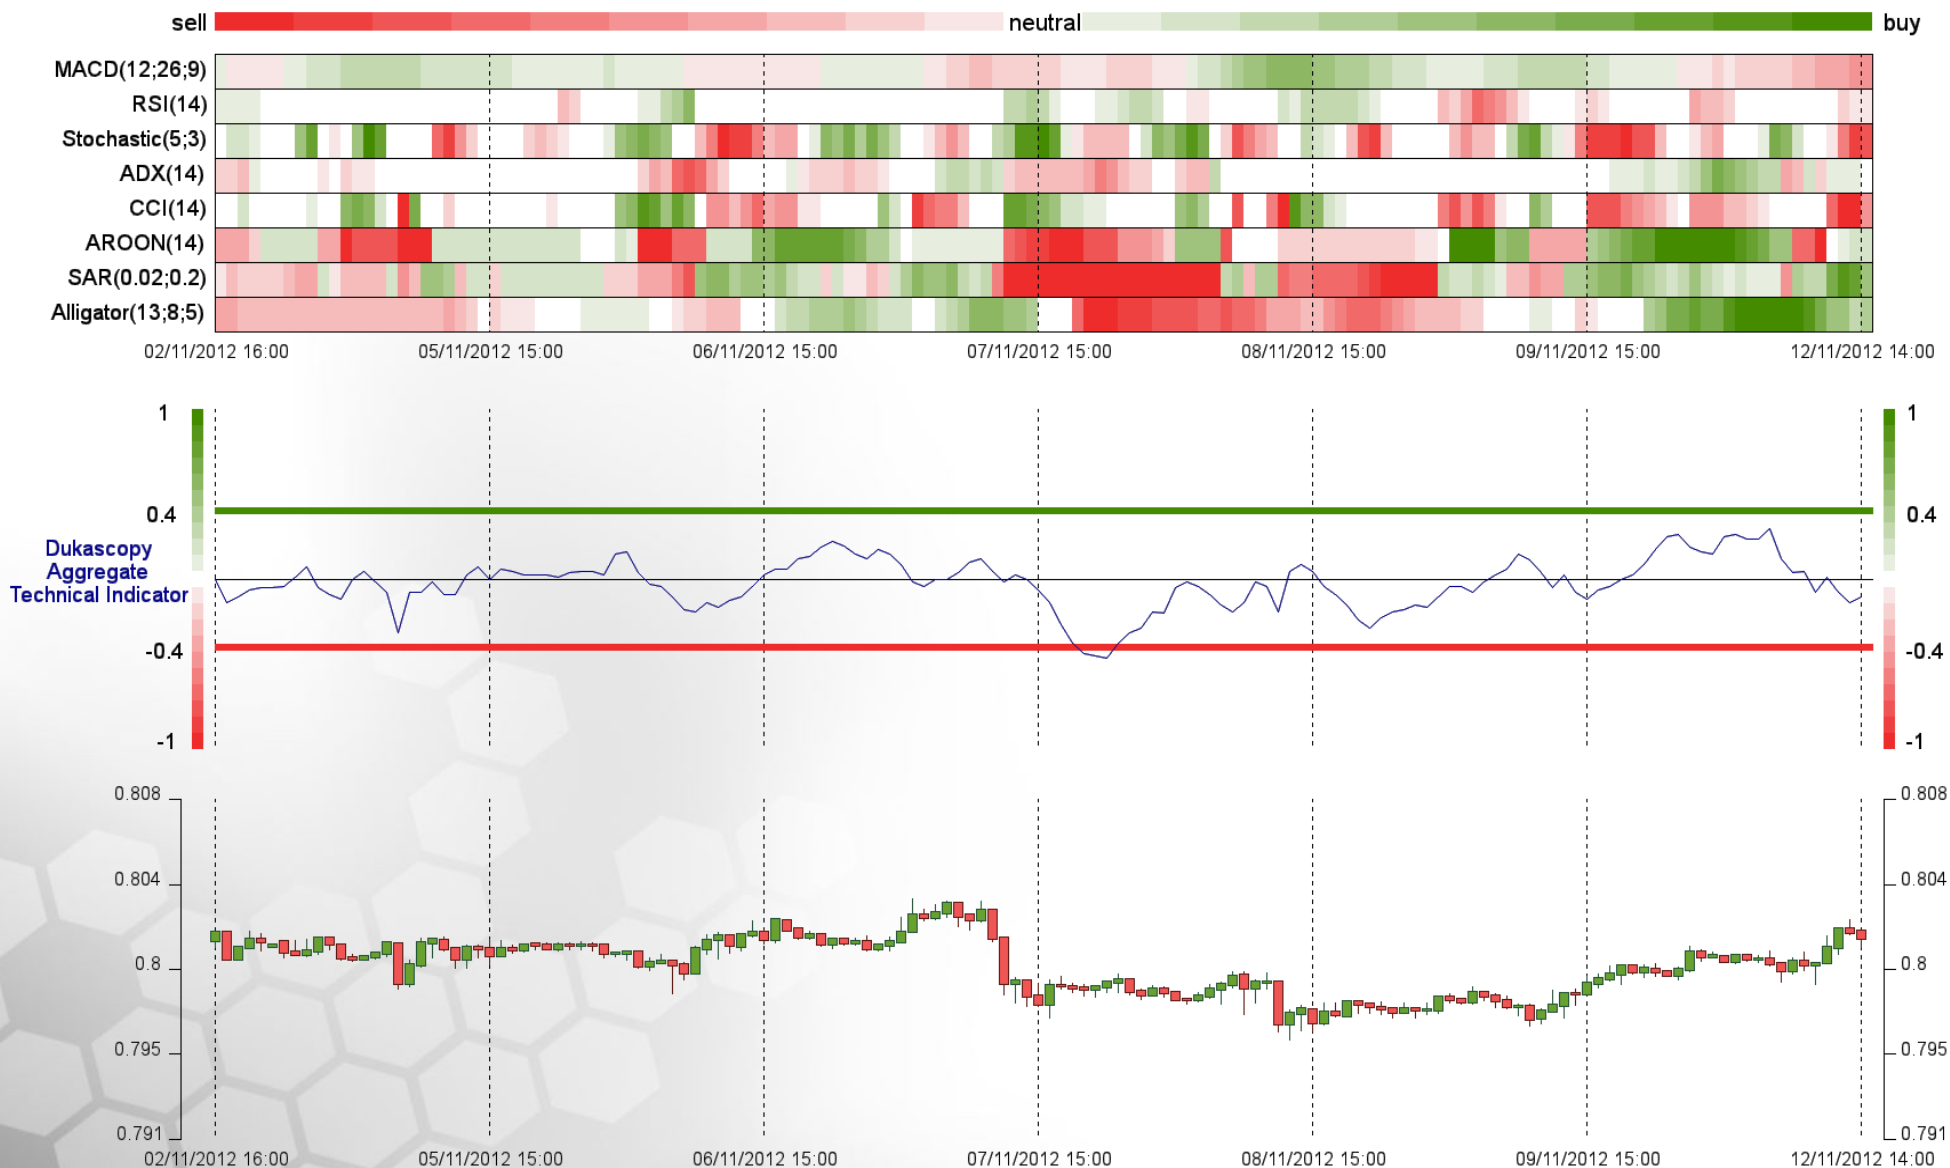 sell neutral buy
MACD(12;26;9)
RSI(14)
Stochastic(5;3)
ADX(14)
CCI(14)
AROON(14)
SAR(0.02;0.2)
Alligator(13;8;5)
02/11/2012 16:00 05/11/2012 15:00 06/11/2012 15:00 07/11/2012 15:00 08/11/2012 15:00 09/11/2012 15:00 12/11/2012 14:00
1 1
0.4 0.4
Dukascopy
Aggregate
Technical Indicator
-0.4 -0.4
-1 -1
0.808 0.808
0.804 0.804
0.8 0.8
0.795 0.795
0.791 0.791
02/11/2012 16:00 05/11/2012 15:00 06/11/2012 15:00 07/11/2012 15:00 08/11/2012 15:00 09/11/2012 15:00 12/11/2012 14:00